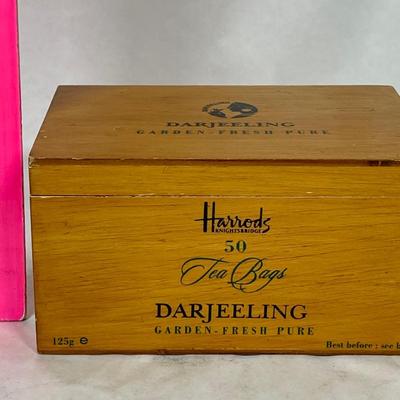 DARJEELING
GARDEN-FRESH PURE
Harrods
KNIGHTSBRIDGE
50
Tea Bags
DARJEELING
GARDEN-FRESH PURE
125g e
Best before : see